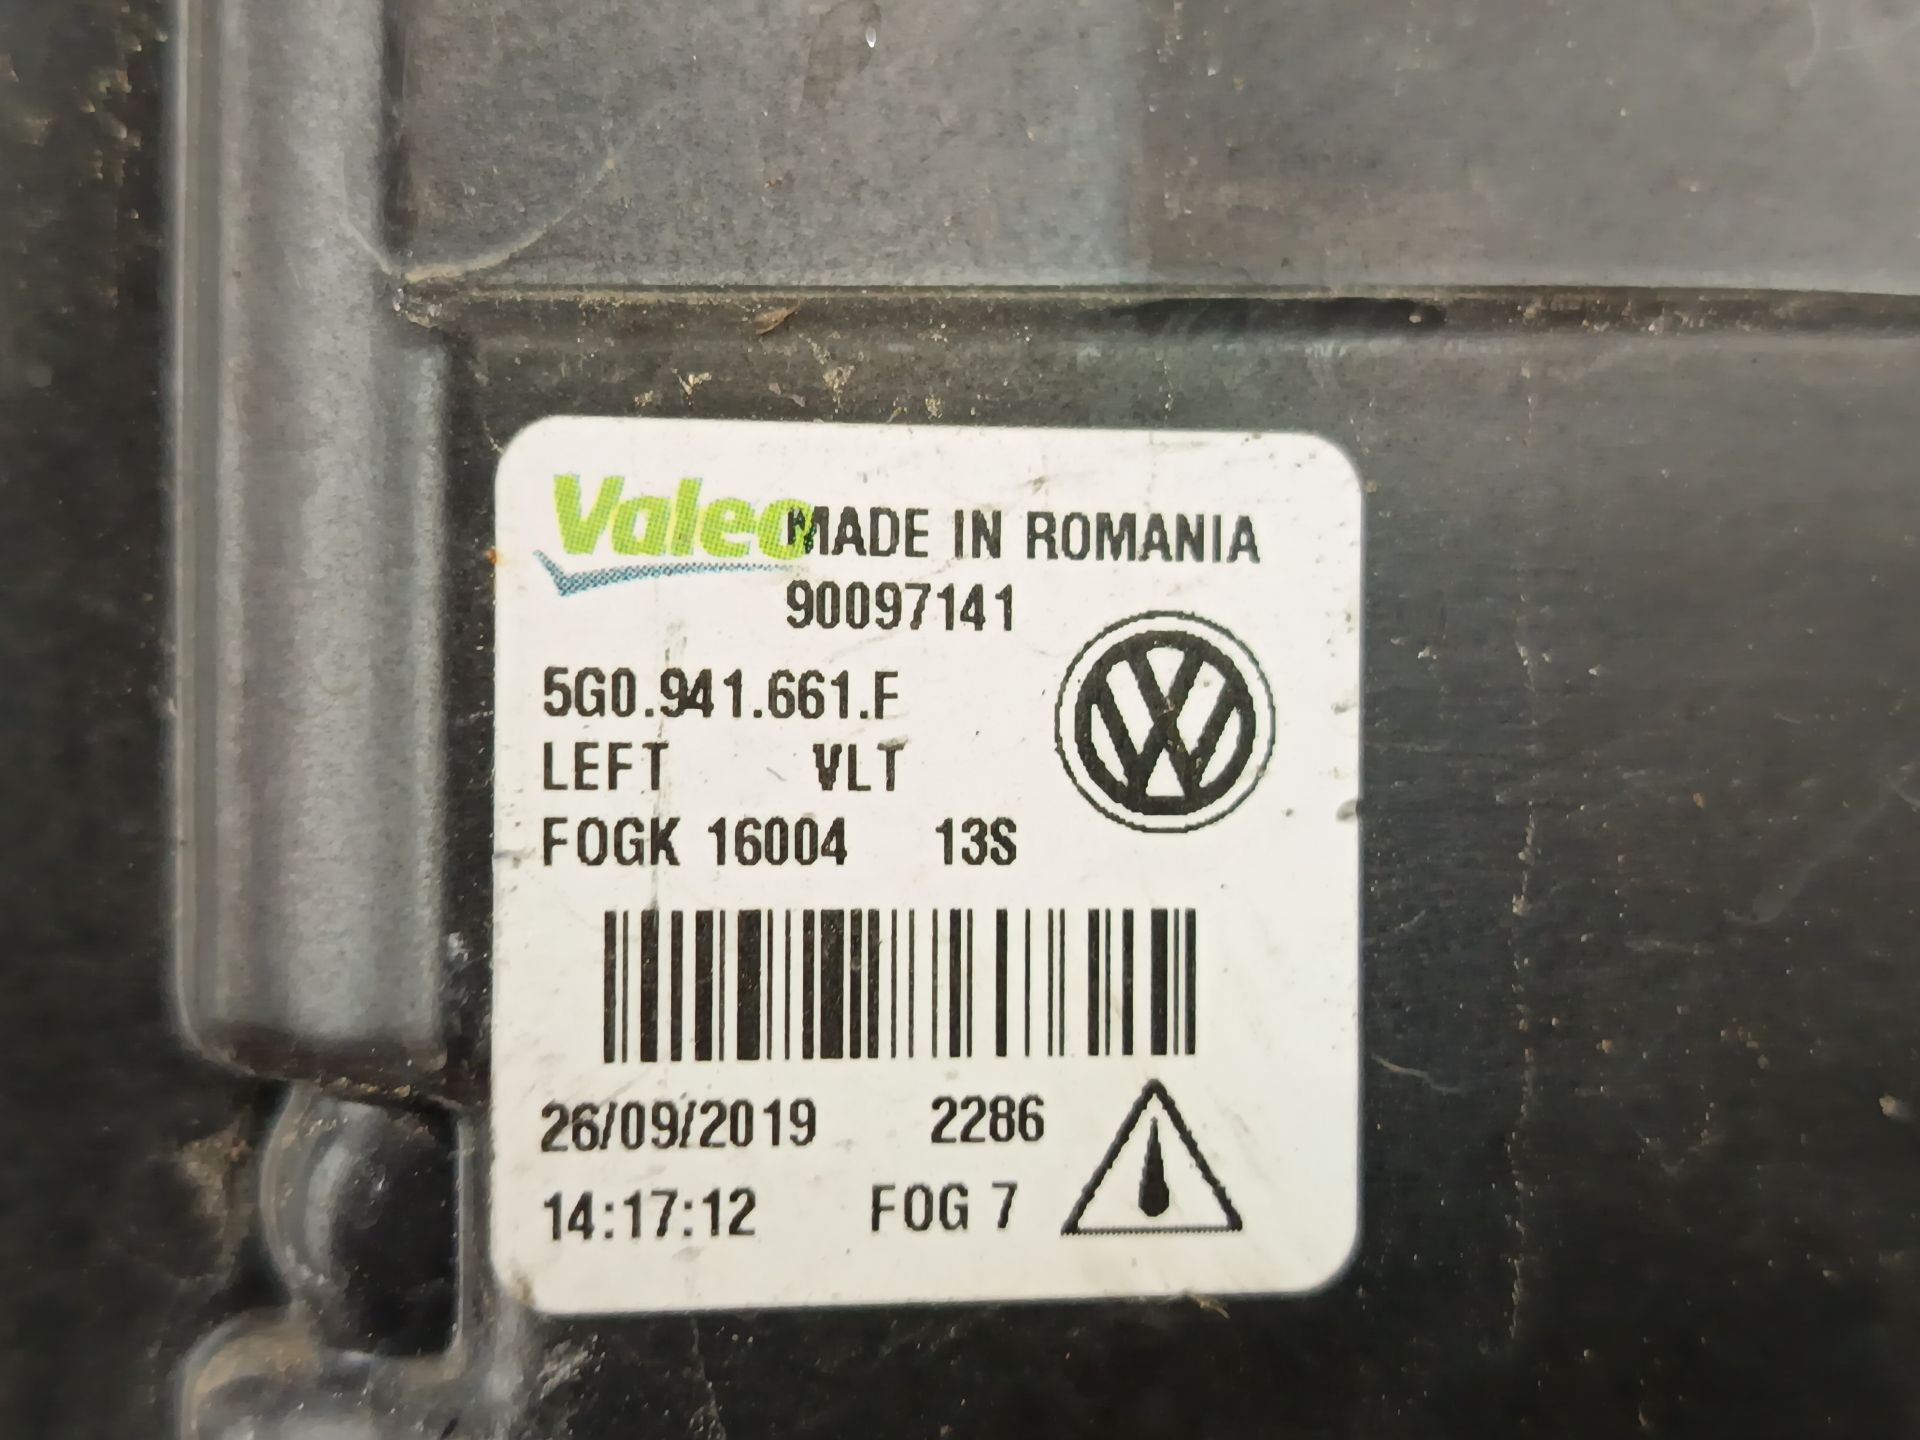 Valeo MADE IN ROMANIA
90097141
5G0.941.661.F
LEFT VLT
FOGK 16004 13S
26/09/2019 2286
14:17:12 FOG 7